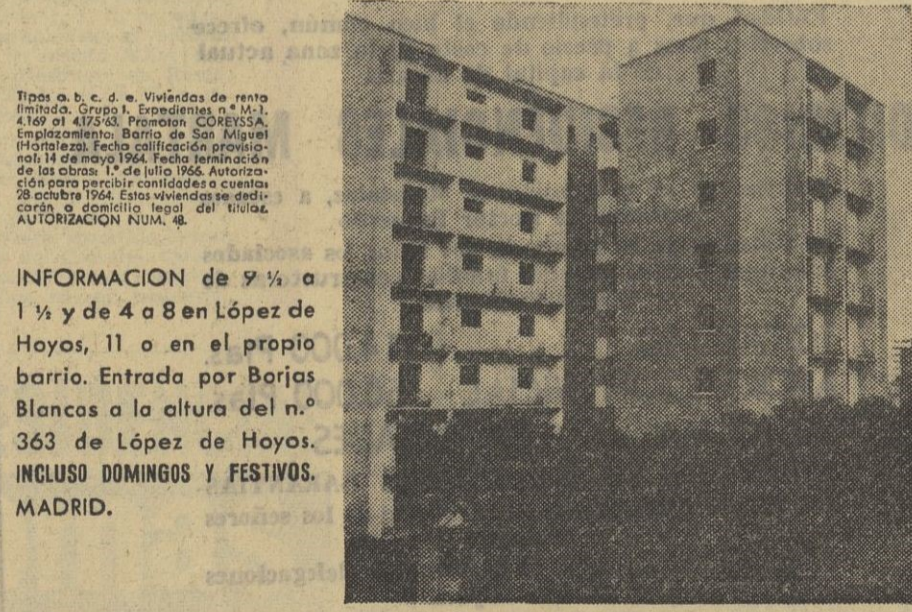 Tipos a. b. c. d. e. Viviendas de renta
limitada. Grupo I. Expedientes n.º M-I.
4.169 al 4.175/63. Promotor: COREYSSA.
Emplazamiento: Barrio de San Miguel
(Hortaleza). Fecha calificación provisio-
nal: 14 de mayo 1964. Fecha terminación
de las obras: 1.º de julio 1966. Autoriza-
ción para percibir cantidades a cuenta:
28 octubre 1964. Estas viviendas se dedi-
carán a domicilio legal del titular.
AUTORIZACION NUM. 48.
INFORMACION de 9 ½ a
1 ½ y de 4 a 8 en López de
Hoyos, 11 o en el propio
barrio. Entrada por Borjas
Blancas a la altura del n.º
363 de López de Hoyos.
INCLUSO DOMINGOS Y FESTIVOS.
MADRID.